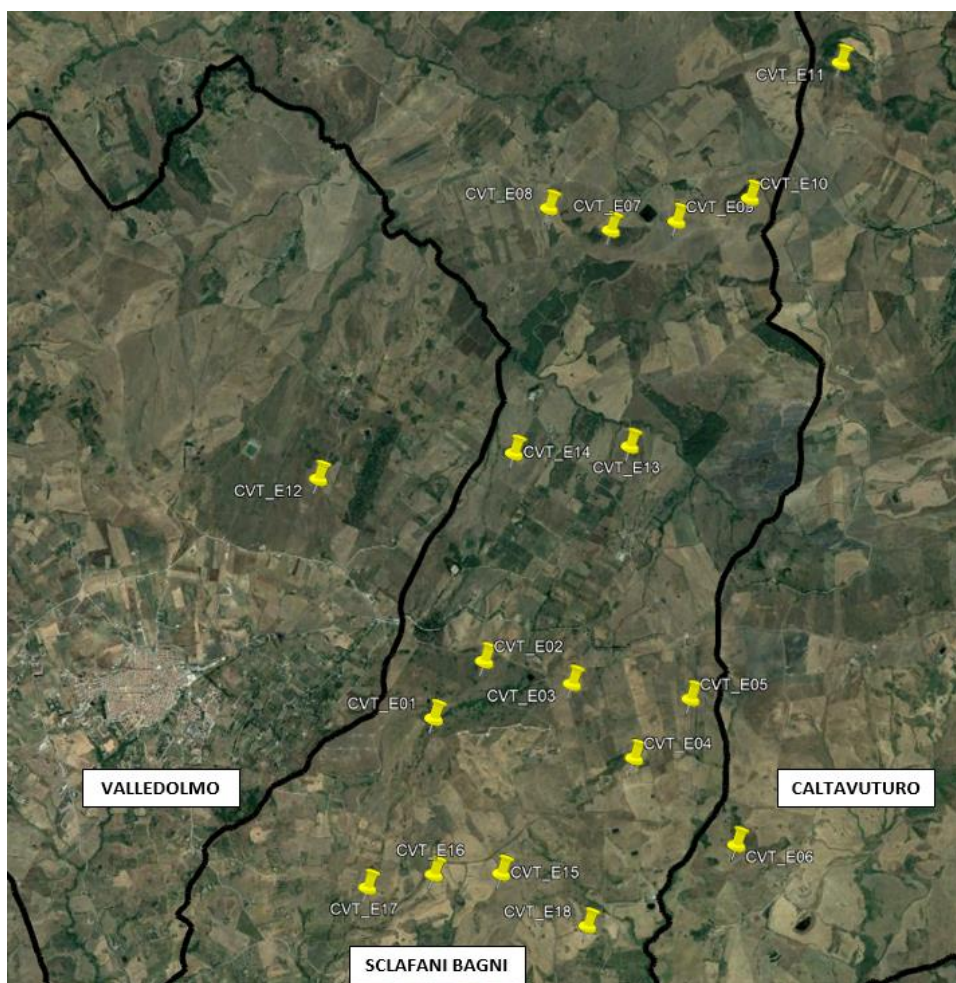 CVT_E11
CVT_E10
CVT_E08
CVT_E07
CVT_E09
CVT_E14
CVT_E13
CVT_E12
CVT_E02
CVT_E03
CVT_E05
CVT_E01
CVT_E04
VALLEDOLMO
CALTAVUTURO
CVT_E16
CVT_E06
CVT_E15
CVT_E17
CVT_E18
SCLAFANI BAGNI